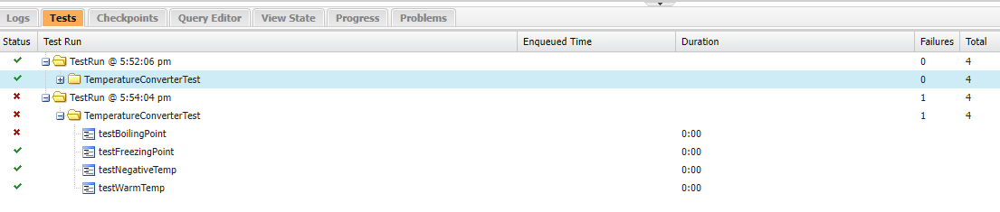 Logs Tests Checkpoints Query Editor View State Progress Problems
Status Test Run Enqueued Time Duration Failures Total
TestRun @ 5:52:06 pm 0 4
TemperatureConverterTest 0 4
TestRun @ 5:54:04 pm 1 4
TemperatureConverterTest 1 4
testBoilingPoint 0:00
testFreezingPoint 0:00
testNegativeTemp 0:00
testWarmTemp 0:00